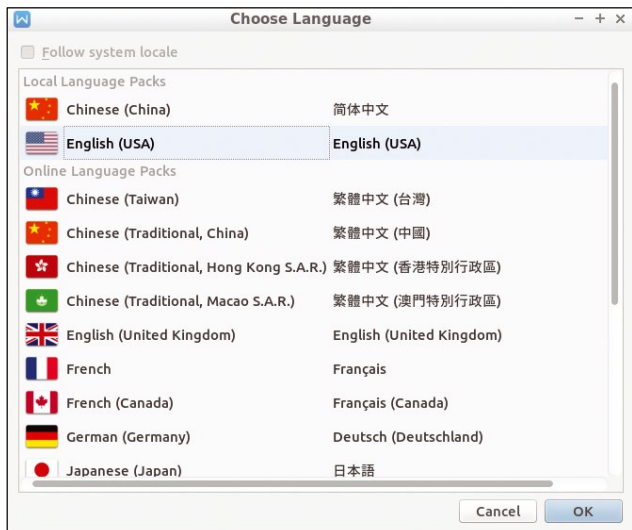 Choose Language
Follow system locale
Local Language Packs
Chinese (China) 简体中文
English (USA) English (USA)
Online Language Packs
Chinese (Taiwan) 繁體中文 (台灣)
Chinese (Traditional, China) 繁體中文 (中國)
Chinese (Traditional, Hong Kong S.A.R.) 繁體中文 (香港特別行政區)
Chinese (Traditional, Macao S.A.R.) 繁體中文 (澳門特別行政區)
English (United Kingdom) English (United Kingdom)
French Français
French (Canada) Français (Canada)
German (Germany) Deutsch (Deutschland)
Japanese (Japan) 日本語
Cancel OK